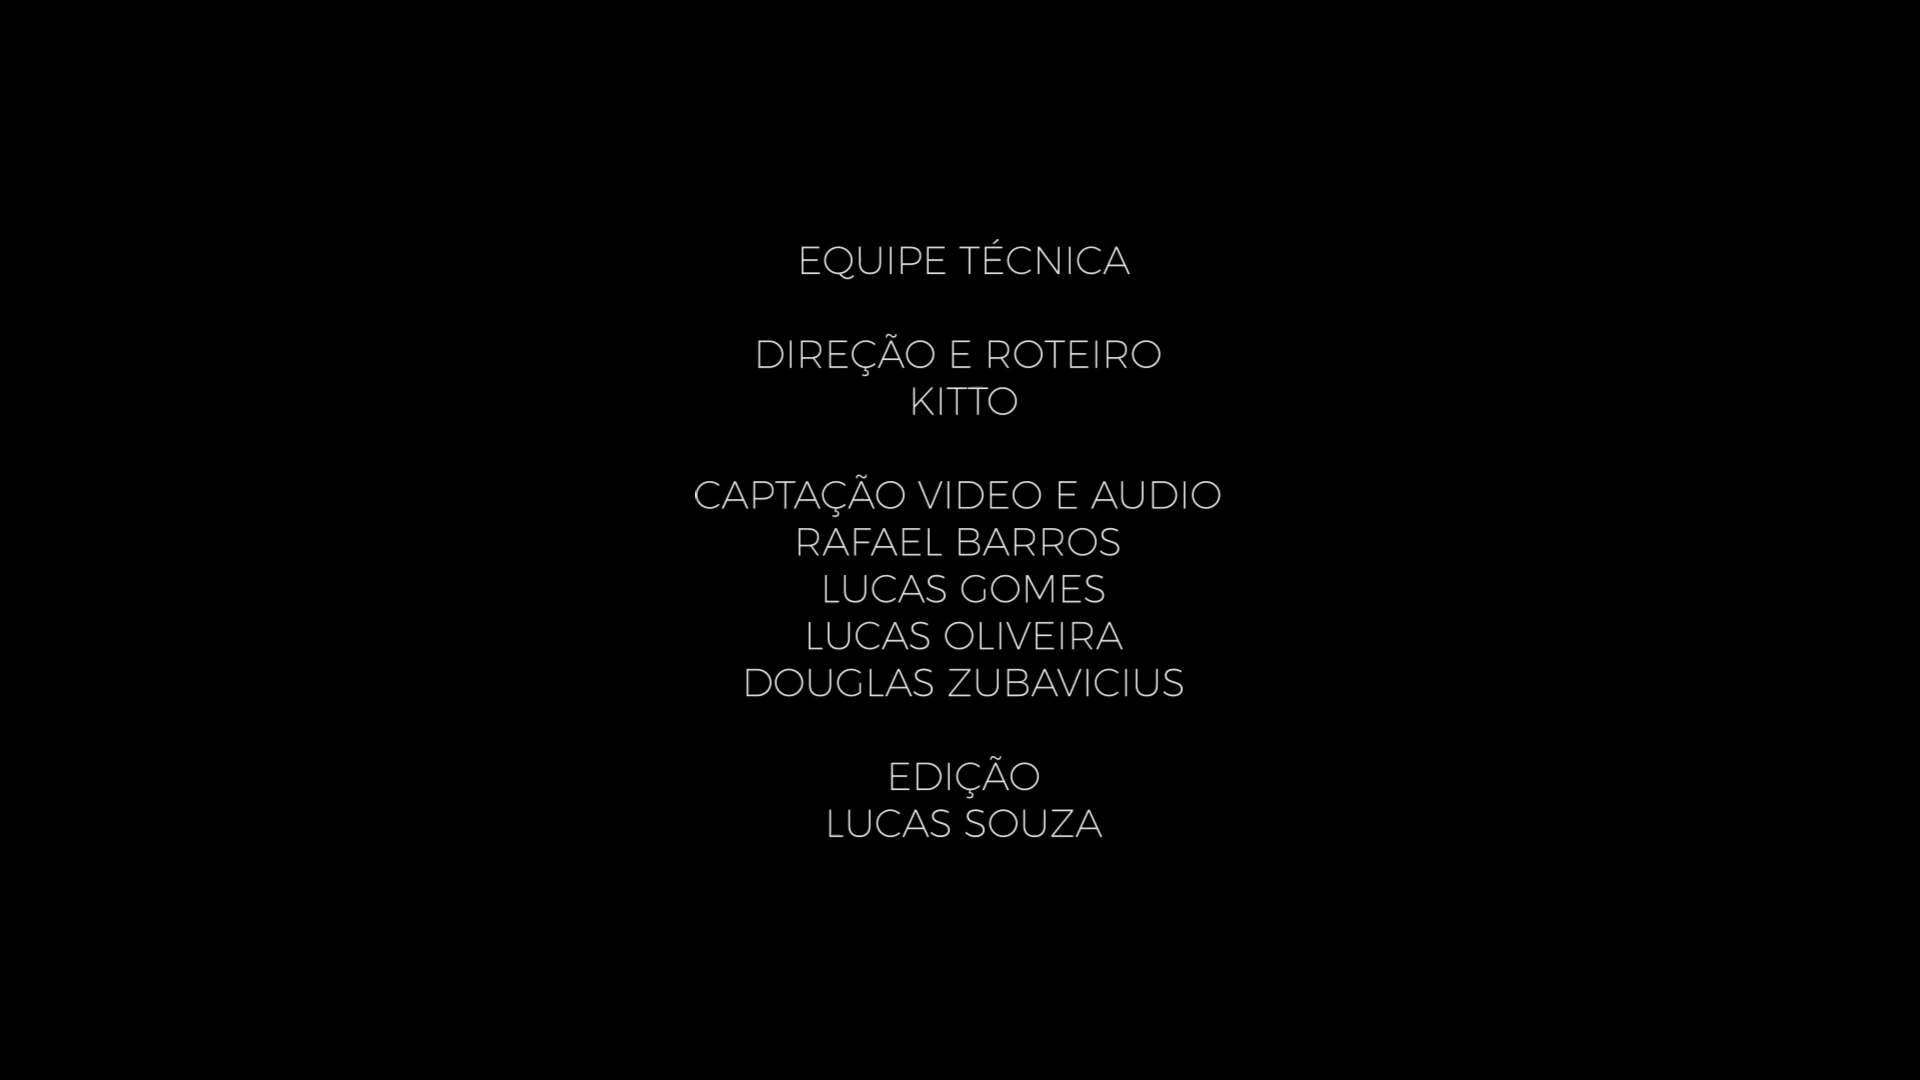 EQUIPE TÉCNICA
DIREÇÃO E ROTEIRO
KITTO
CAPTAÇÃO VIDEO E AUDIO
RAFAEL BARROS
LUCAS GOMES
LUCAS OLIVEIRA
DOUGLAS ZUBAVICIUS
EDIÇÃO
LUCAS SOUZA